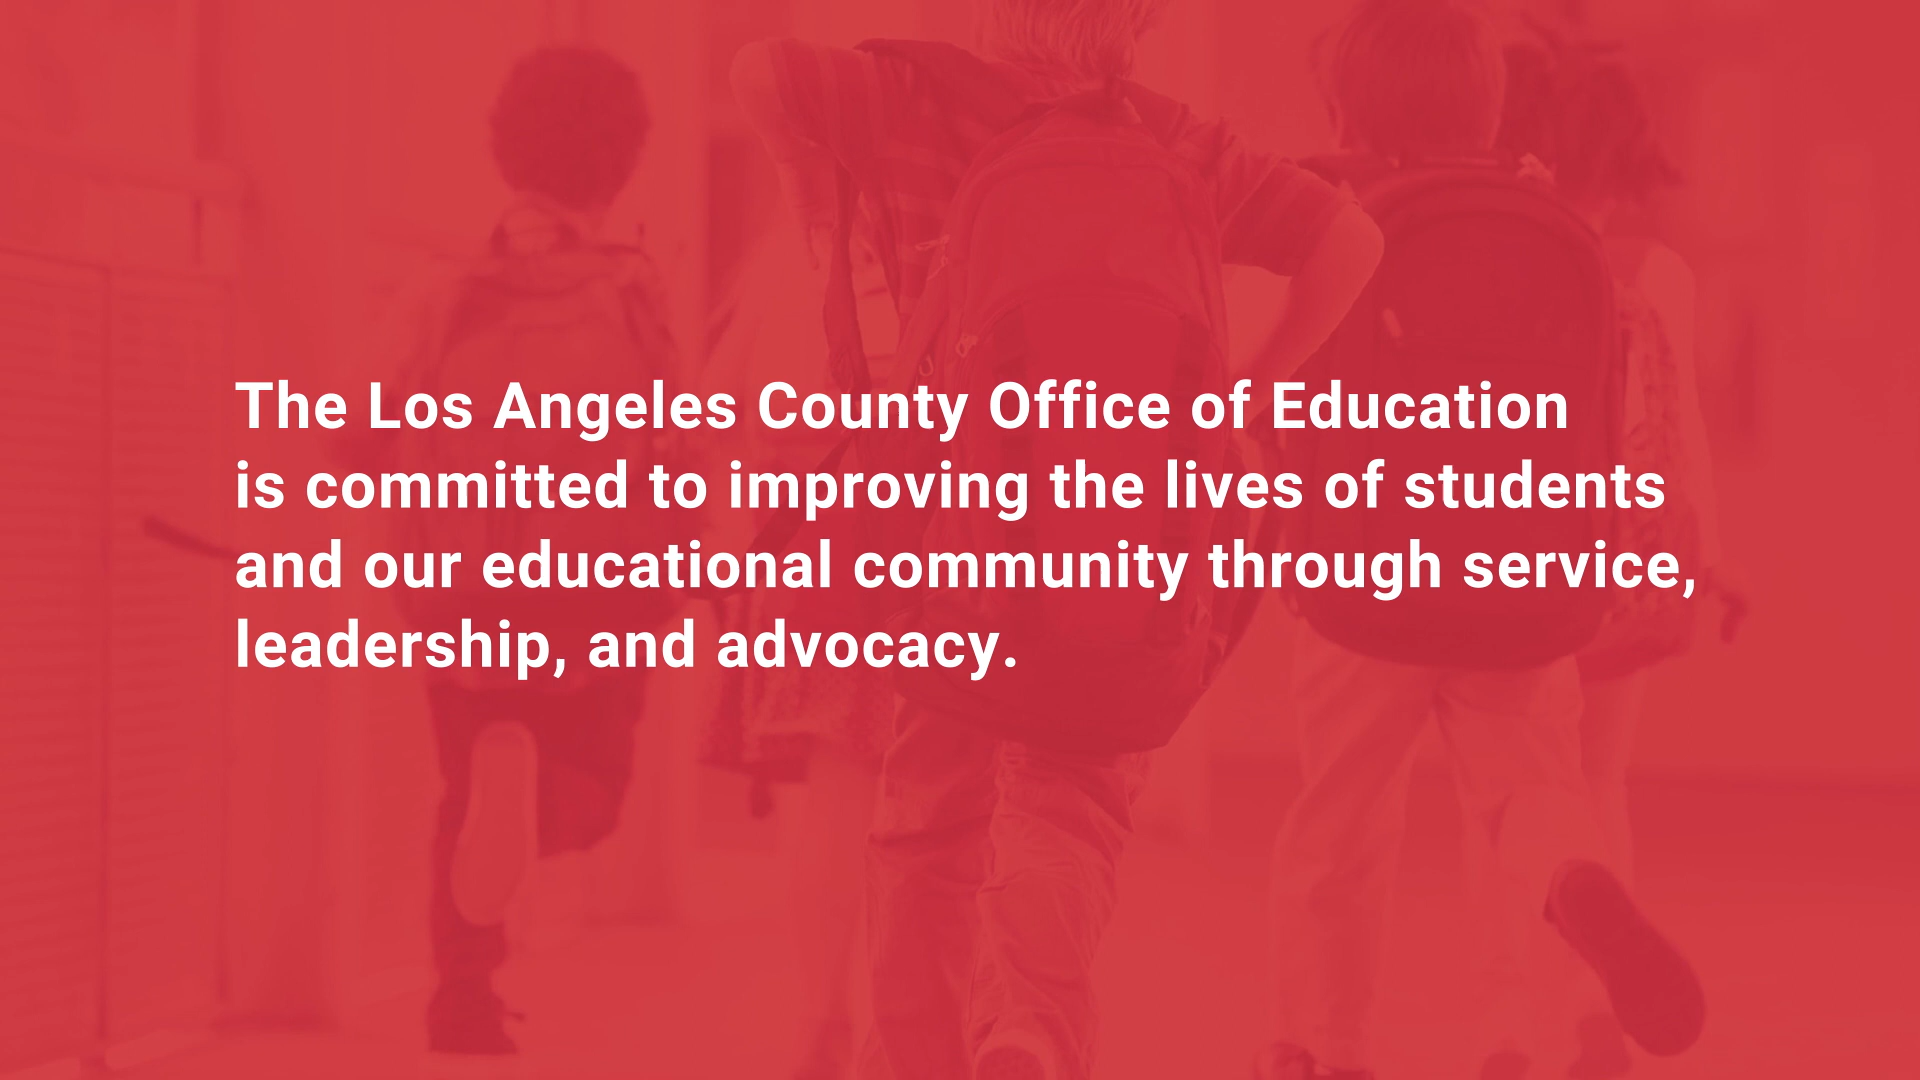 The Los Angeles County Office of Education
is committed to improving the lives of students
and our educational community through service,
leadership, and advocacy.